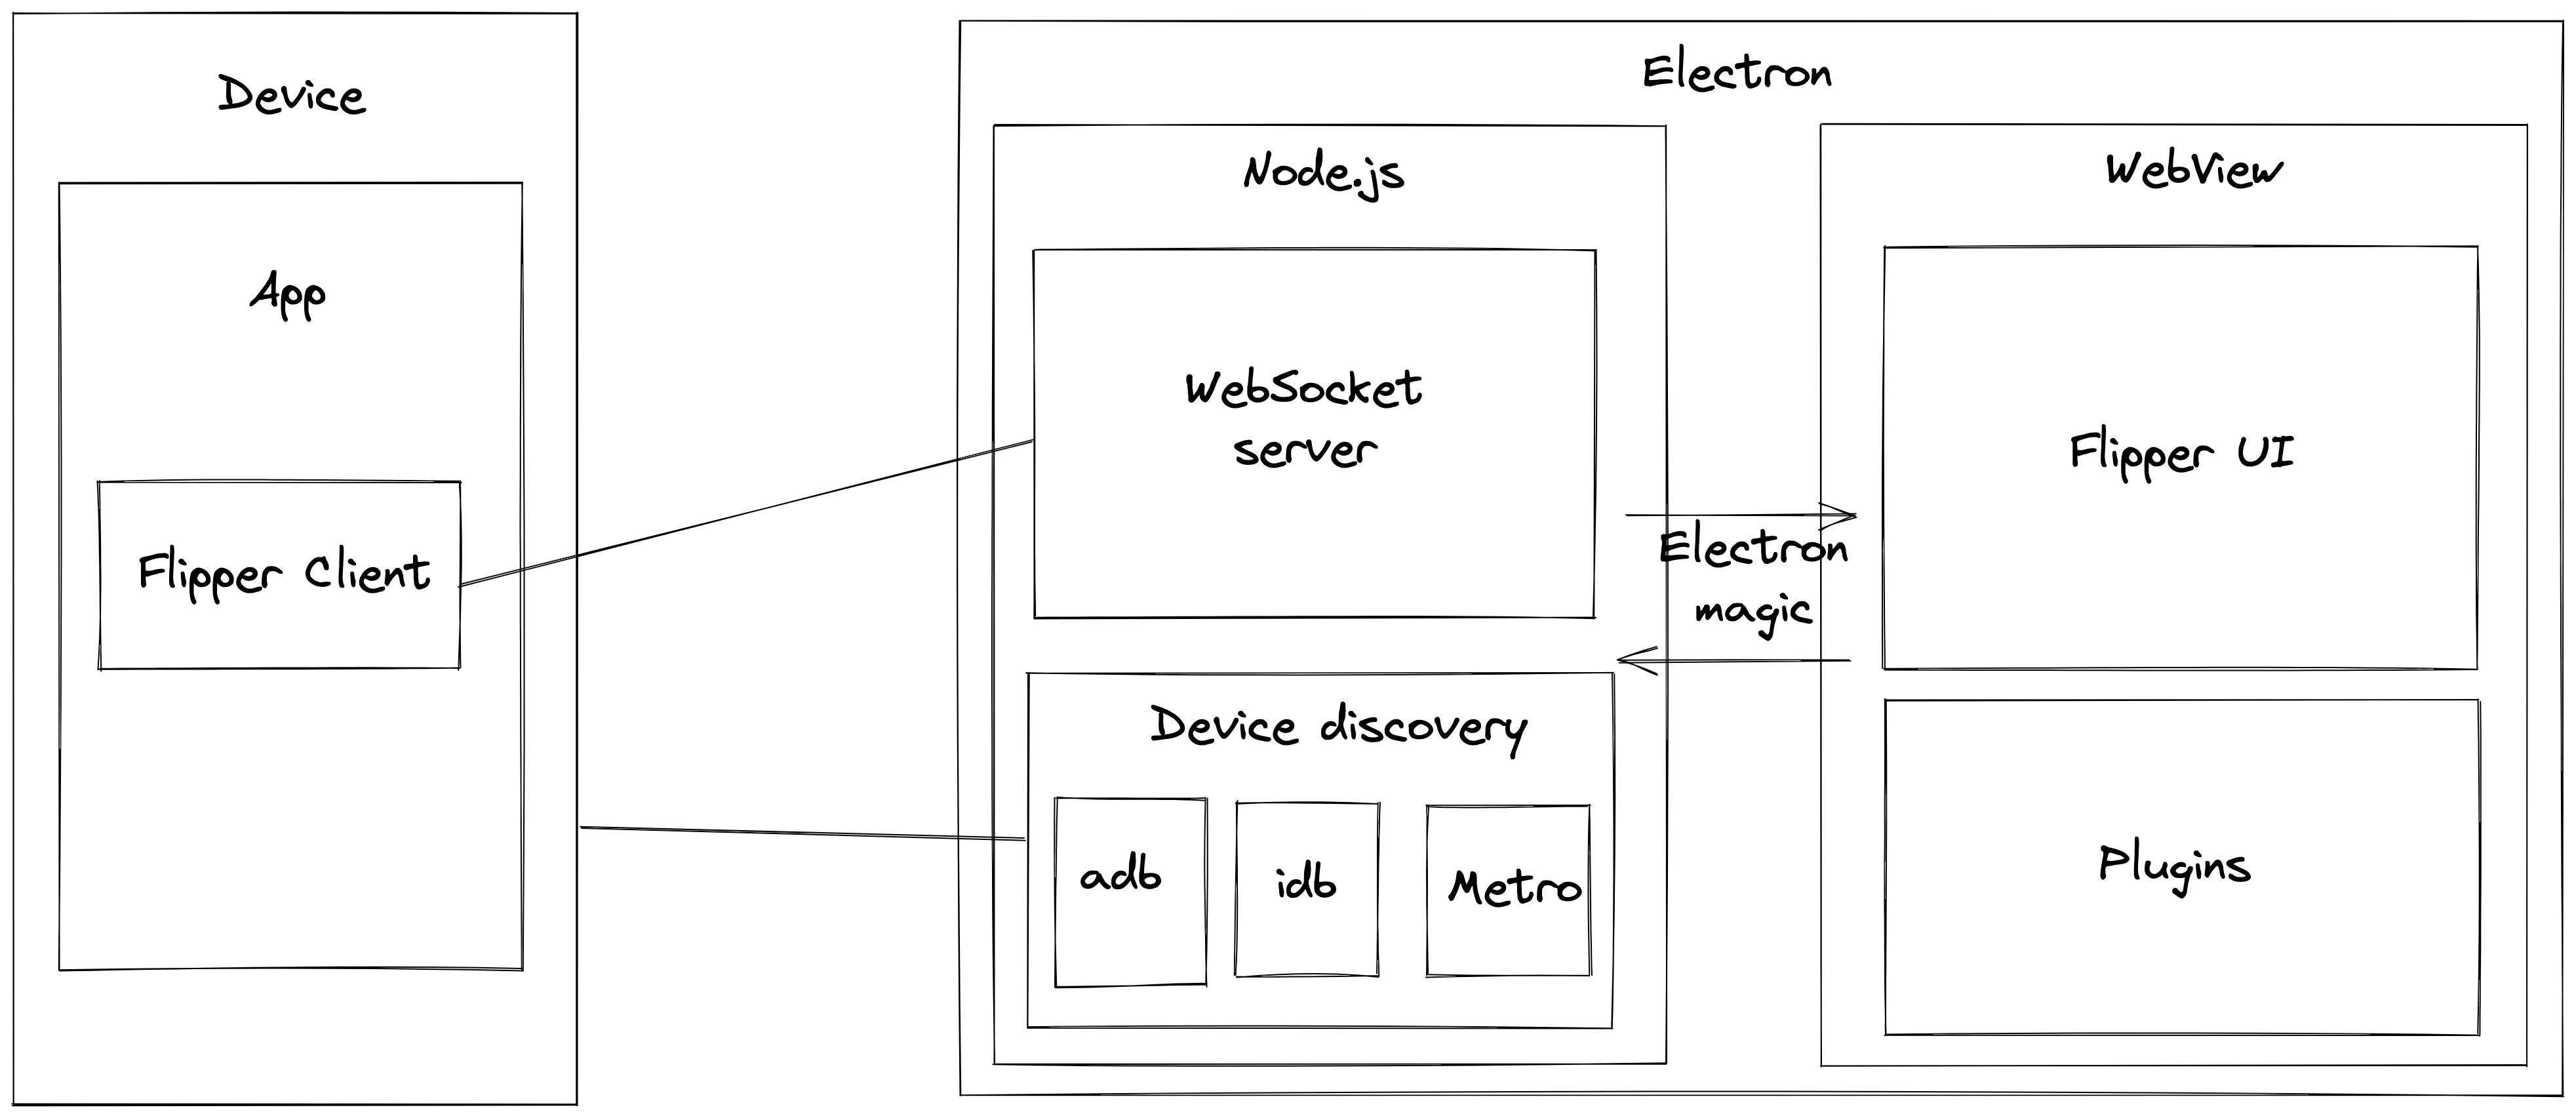 Device
App
Flipper Client
Electron
Node.js
WebSocket
server
Device discovery
adb
idb
Metro
Electron
magic
WebView
Flipper UI
Plugins